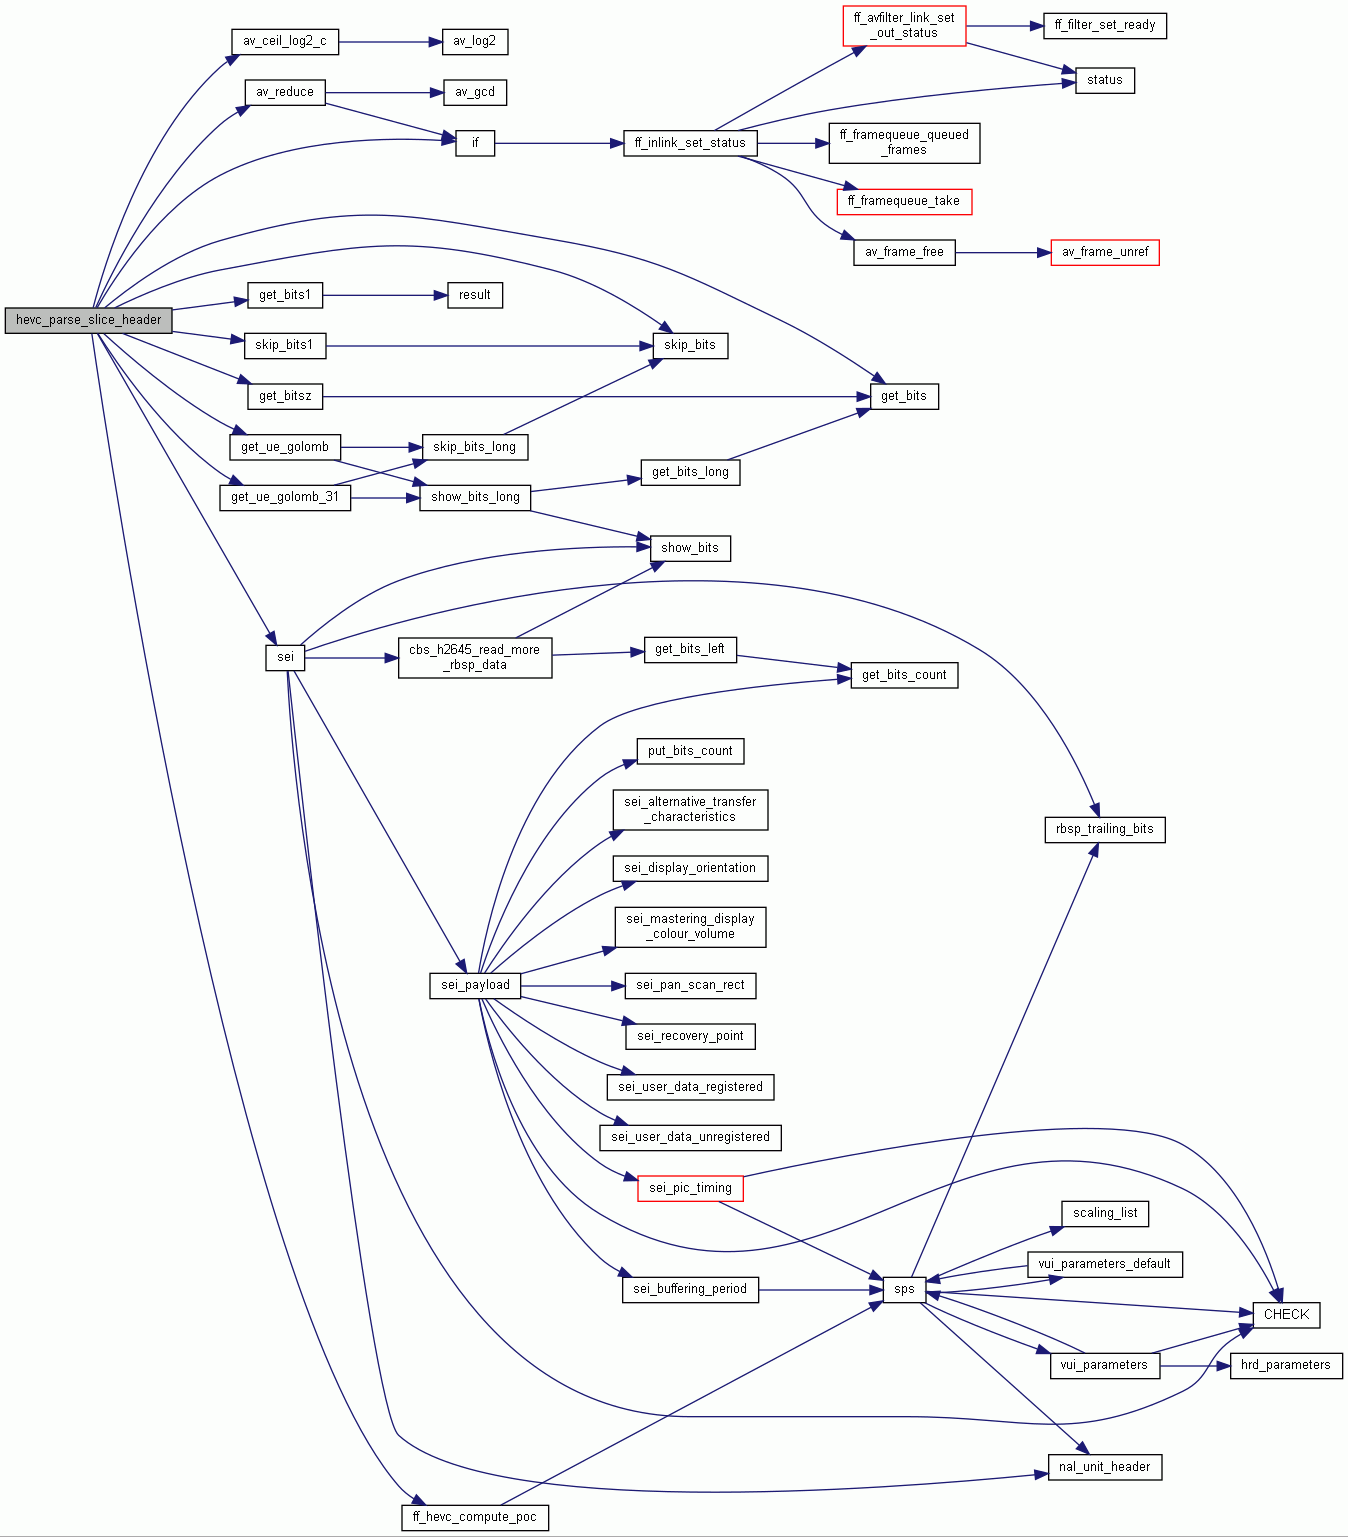 ff_avfilter_link_set
_out_status
ff_filter_set_ready
av_ceil_log2_c
av_log2
status
av_reduce
av_gcd
if
ff_inlink_set_status
ff_framequeue_queued
_frames
ff_framequeue_take
av_frame_free
av_frame_unref
get_bits1
result
hevc_parse_slice_header
skip_bits1
skip_bits
get_bitsz
get_bits
get_ue_golomb
skip_bits_long
get_bits_long
get_ue_golomb_31
show_bits_long
show_bits
sei
cbs_h2645_read_more
_rbsp_data
get_bits_left
get_bits_count
put_bits_count
sei_alternative_transfer
_characteristics
rbsp_trailing_bits
sei_display_orientation
sei_mastering_display
_colour_volume
sei_payload
sei_pan_scan_rect
sei_recovery_point
sei_user_data_registered
sei_user_data_unregistered
sei_pic_timing
scaling_list
vui_parameters_default
sei_buffering_period
sps
CHECK
vui_parameters
hrd_parameters
nal_unit_header
ff_hevc_compute_poc